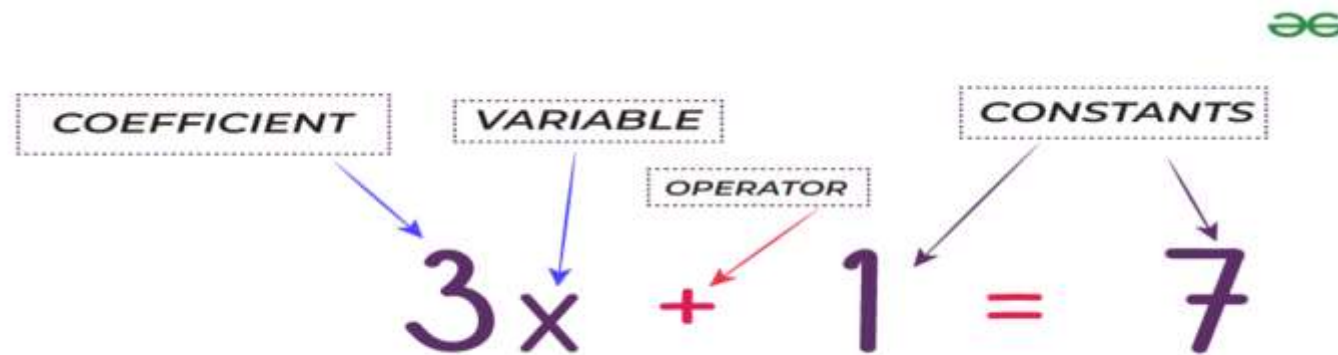 COEFFICIENT
VARIABLE
CONSTANTS
OPERATOR
3x + 1 = 7